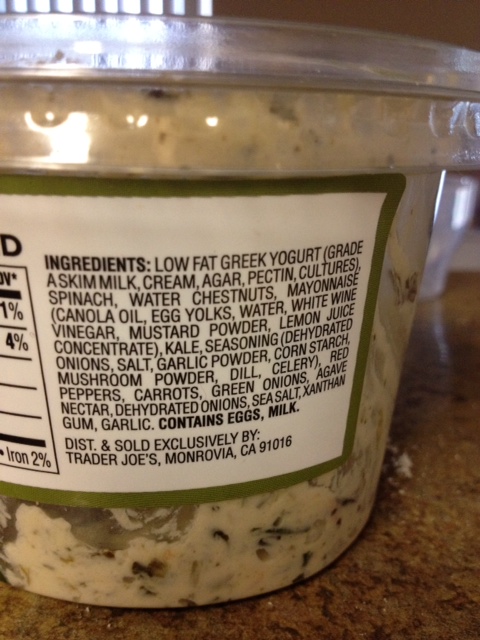 D
DV*
1%
4%
• Iron 2%
INGREDIENTS: LOW FAT GREEK YOGURT (GRADE
A SKIM MILK, CREAM, AGAR, PECTIN, CULTURES),
SPINACH, WATER CHESTNUTS, MAYONNAISE
(CANOLA OIL, EGG YOLKS, WATER, WHITE WINE
VINEGAR, MUSTARD POWDER, LEMON JUICE
CONCENTRATE), KALE, SEASONING (DEHYDRATED
ONIONS, SALT, GARLIC POWDER, CORN STARCH,
MUSHROOM POWDER, DILL, CELERY), RED
PEPPERS, CARROTS, GREEN ONIONS, AGAVE
NECTAR, DEHYDRATED ONIONS, SEA SALT, XANTHAN
GUM, GARLIC. CONTAINS EGGS, MILK.
DIST. & SOLD EXCLUSIVELY BY:
TRADER JOE'S, MONROVIA, CA 91016